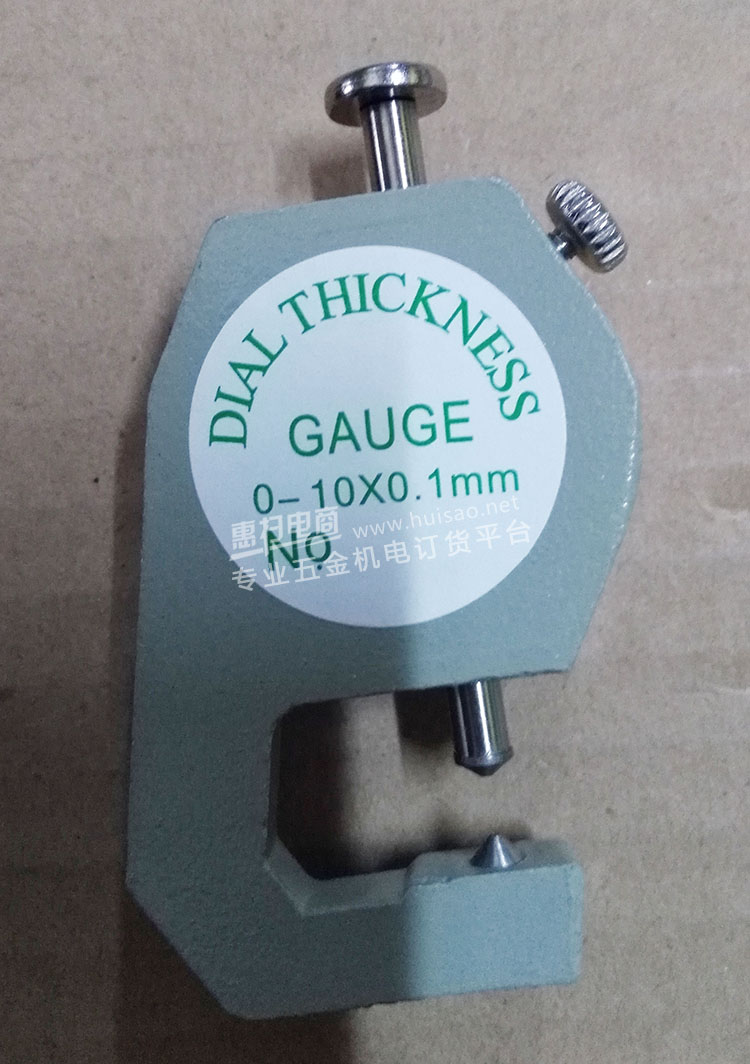 DIAL THICKNESS
GAUGE
0-10X0.1mm
惠扫电商 www.huisao.net
No
专业五金机电订货平台